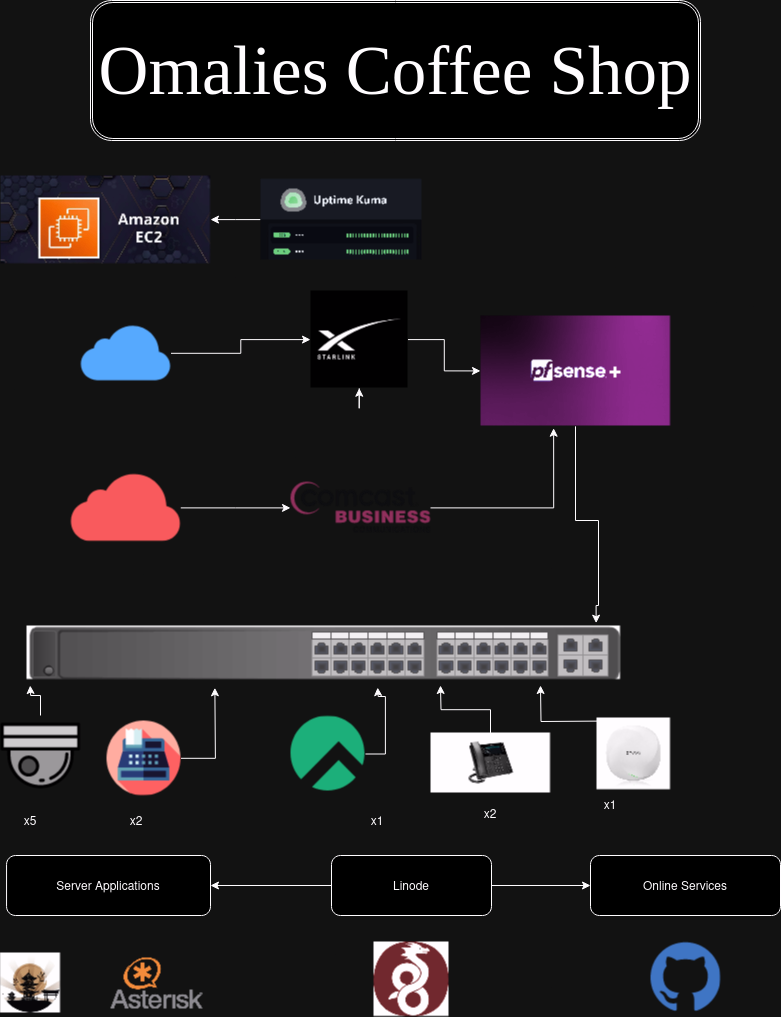 Omalies Coffee Shop
Amazon
EC2
Uptime Kuma
STARLINK
pfsense+
comcast
BUSINESS
x5
x2
x1
x2
x1
Server Applications
Linode
Online Services
Asterisk